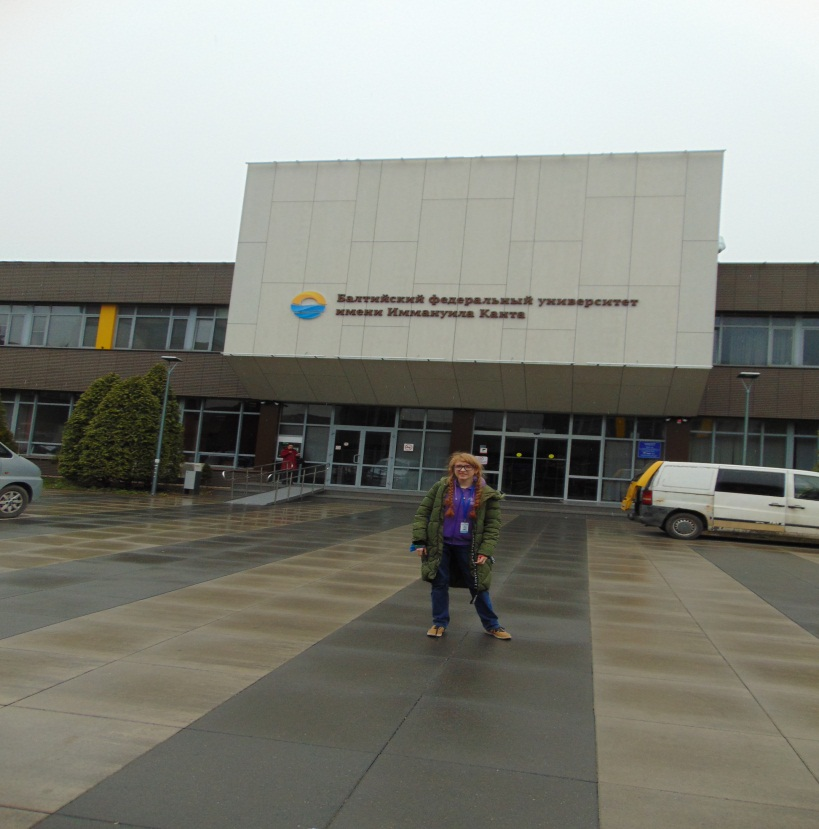 Балтийский федеральный университет
имени Иммануила Канта